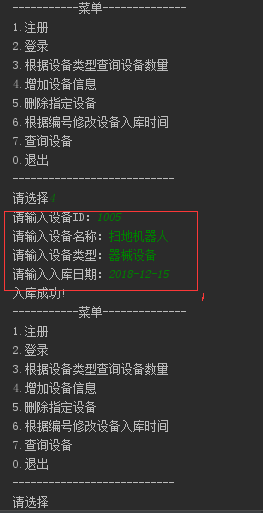 -----------菜单--------------
1.注册
2.登录
3.根据设备类型查询设备数量
4.增加设备信息
5.删除指定设备
6.根据编号修改设备入库时间
7.查询设备
0.退出
---------------------------
请选择4
请输入设备ID: 1005
请输入设备名称: 扫地机器人
请输入设备类型: 器械设备
请输入入库日期: 2018-12-15
入库成功!
-----------菜单--------------
1.注册
2.登录
3.根据设备类型查询设备数量
4.增加设备信息
5.删除指定设备
6.根据编号修改设备入库时间
7.查询设备
0.退出
---------------------------
请选择